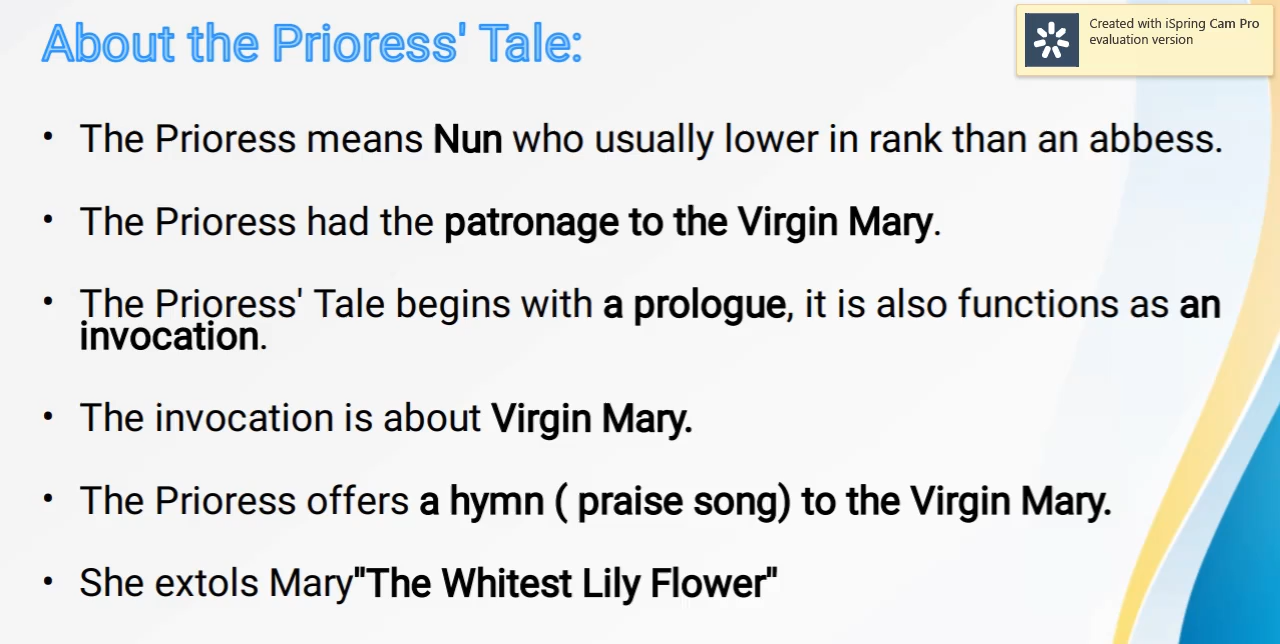 About the Prioress' Tale:
Created with iSpring Cam Pro
evaluation version
• The Prioress means Nun who usually lower in rank than an abbess.
• The Prioress had the patronage to the Virgin Mary.
• The Prioress' Tale begins with a prologue, it is also functions as an
invocation.
• The invocation is about Virgin Mary.
• The Prioress offers a hymn ( praise song) to the Virgin Mary.
• She extols Mary"The Whitest Lily Flower"